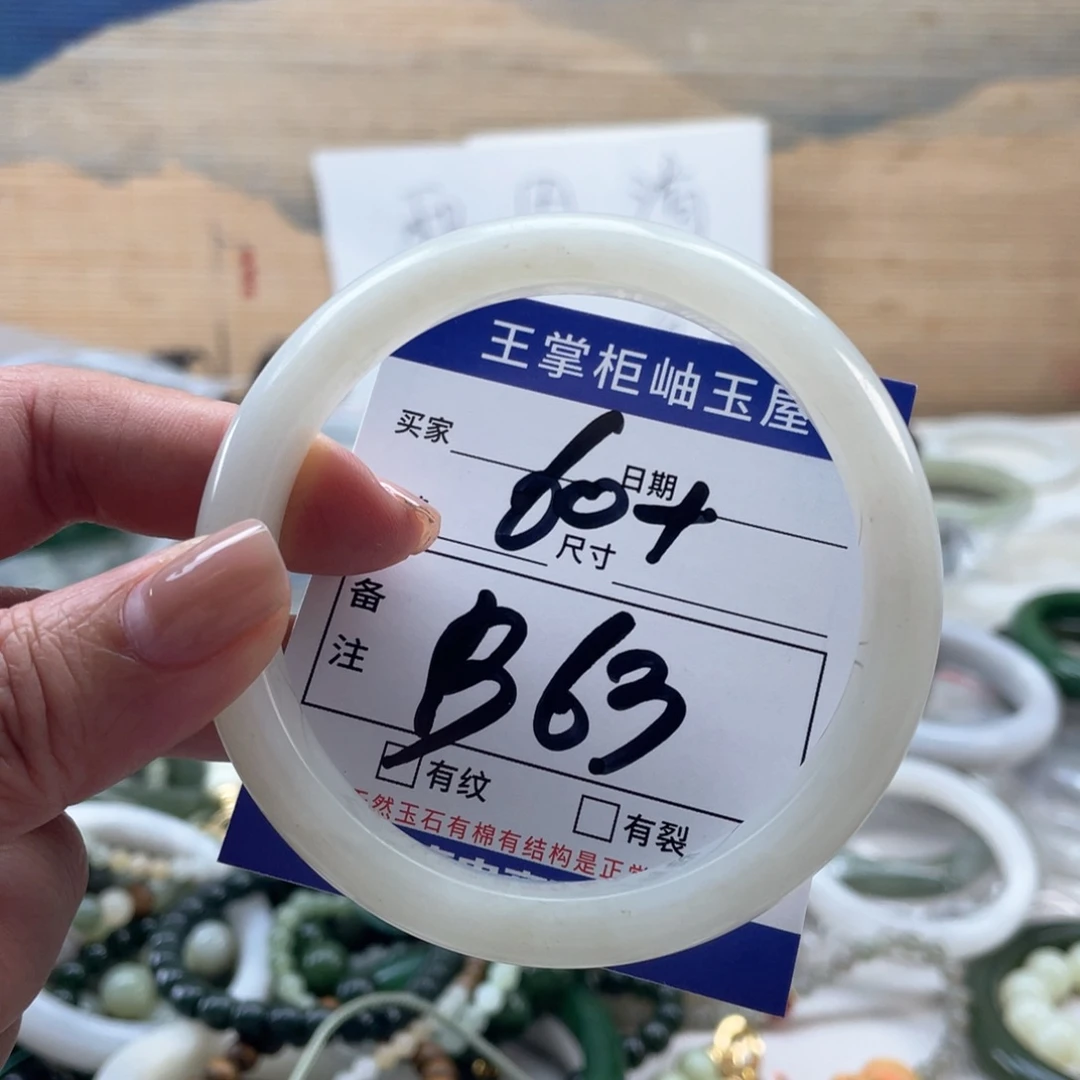 王掌柜岫玉屋
买家
60+
日期
尺寸
备注
B63
有纹
有裂
然玉石有棉有结构是正常